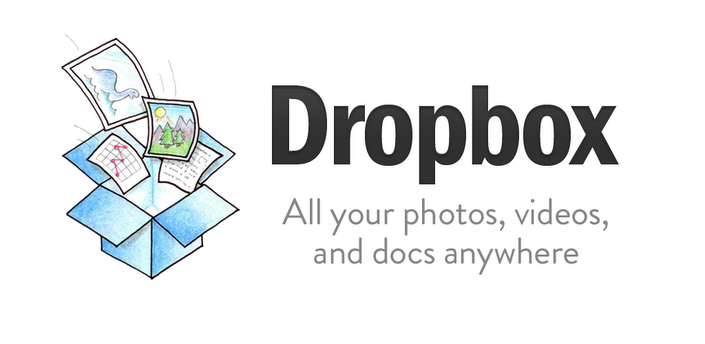 Dropbox
All your photos, videos,
and docs anywhere